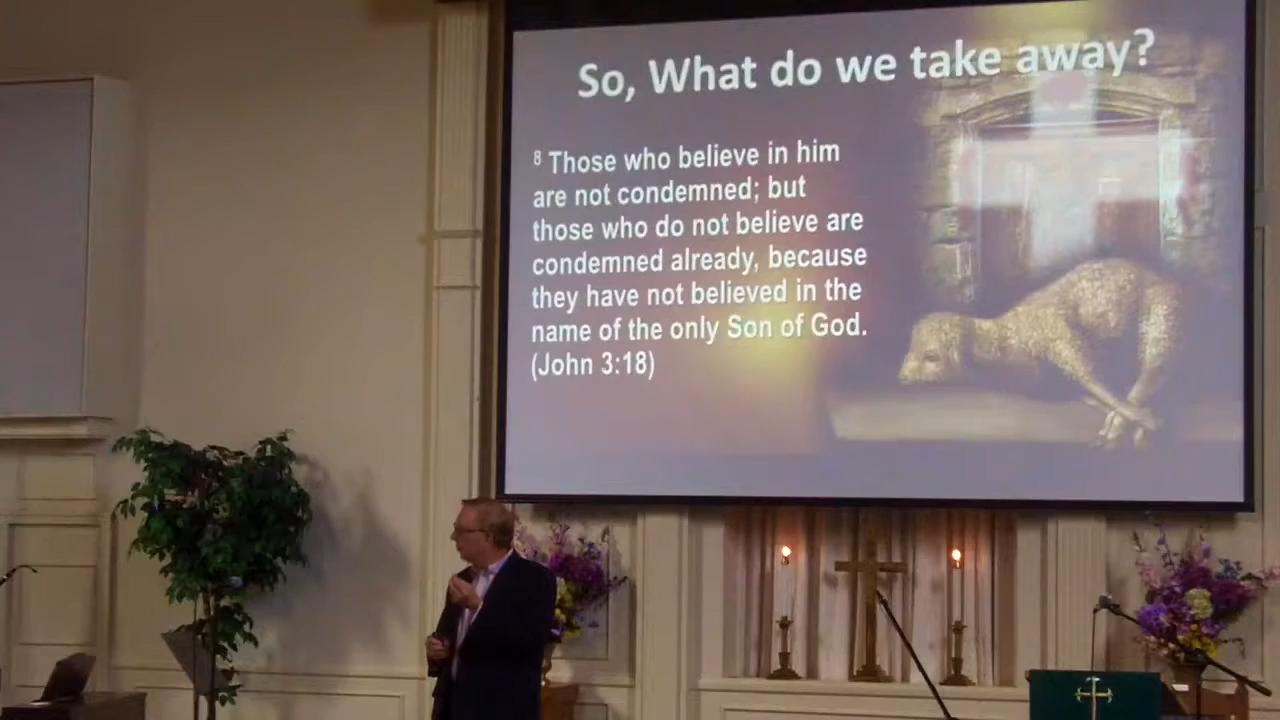 So, What do we take away?
⁸ Those who believe in him
are not condemned; but
those who do not believe are
condemned already, because
they have not believed in the
name of the only Son of God.
(John 3:18)